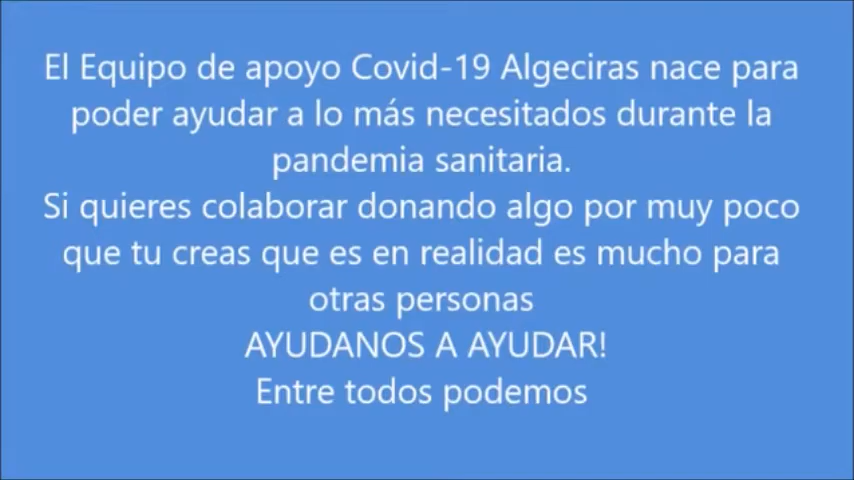 El Equipo de apoyo Covid-19 Algeciras nace para
poder ayudar a lo más necesitados durante la
pandemia sanitaria.
Si quieres colaborar donando algo por muy poco
que tu creas que es en realidad es mucho para
otras personas
AYUDANOS A AYUDAR!
Entre todos podemos